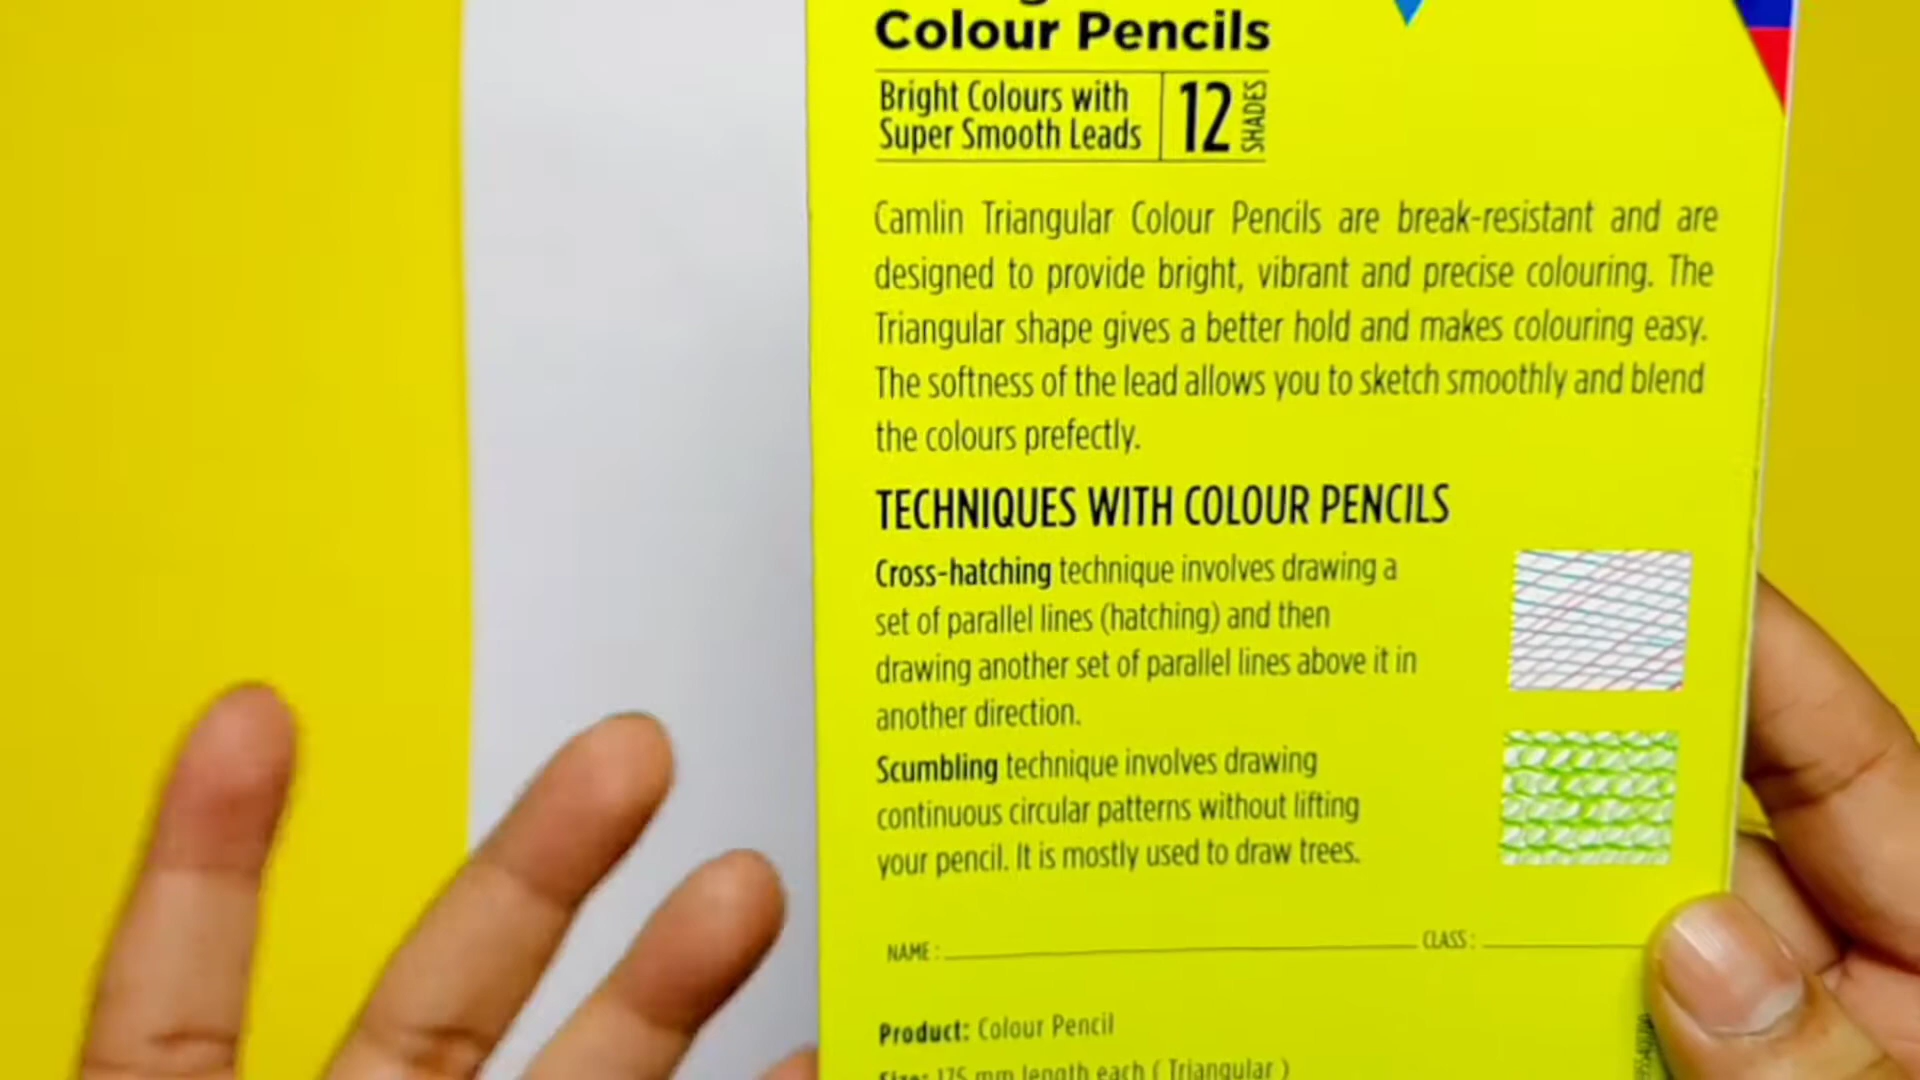 Colour Pencils
Bright Colours with
Super Smooth Leads
12
SHADES
Camlin Triangular Colour Pencils are break-resistant and are
designed to provide bright, vibrant and precise colouring. The
Triangular shape gives a better hold and makes colouring easy.
The softness of the lead allows you to sketch smoothly and blend
the colours prefectly.
TECHNIQUES WITH COLOUR PENCILS
Cross-hatching technique involves drawing a
set of parallel lines (hatching) and then
drawing another set of parallel lines above it in
another direction.
Scumbling technique involves drawing
continuous circular patterns without lifting
your pencil. It is mostly used to draw trees.
NAME : CLASS :
Product: Colour Pencil
Size: 175 mm length each ( Triangular )